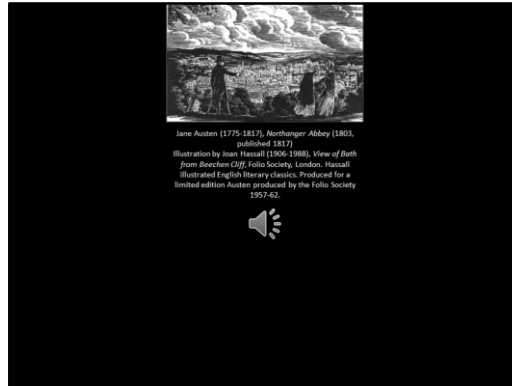 Jane Austen (1775-1817), Northanger Abbey (1803,
published 1817)
Illustration by Joan Hassall (1906-1988), View of Bath
from Beechen Cliff, Folio Society, London. Hassall
illustrated English literary classics. Produced for a
limited edition Austen produced by the Folio Society
1957-62.